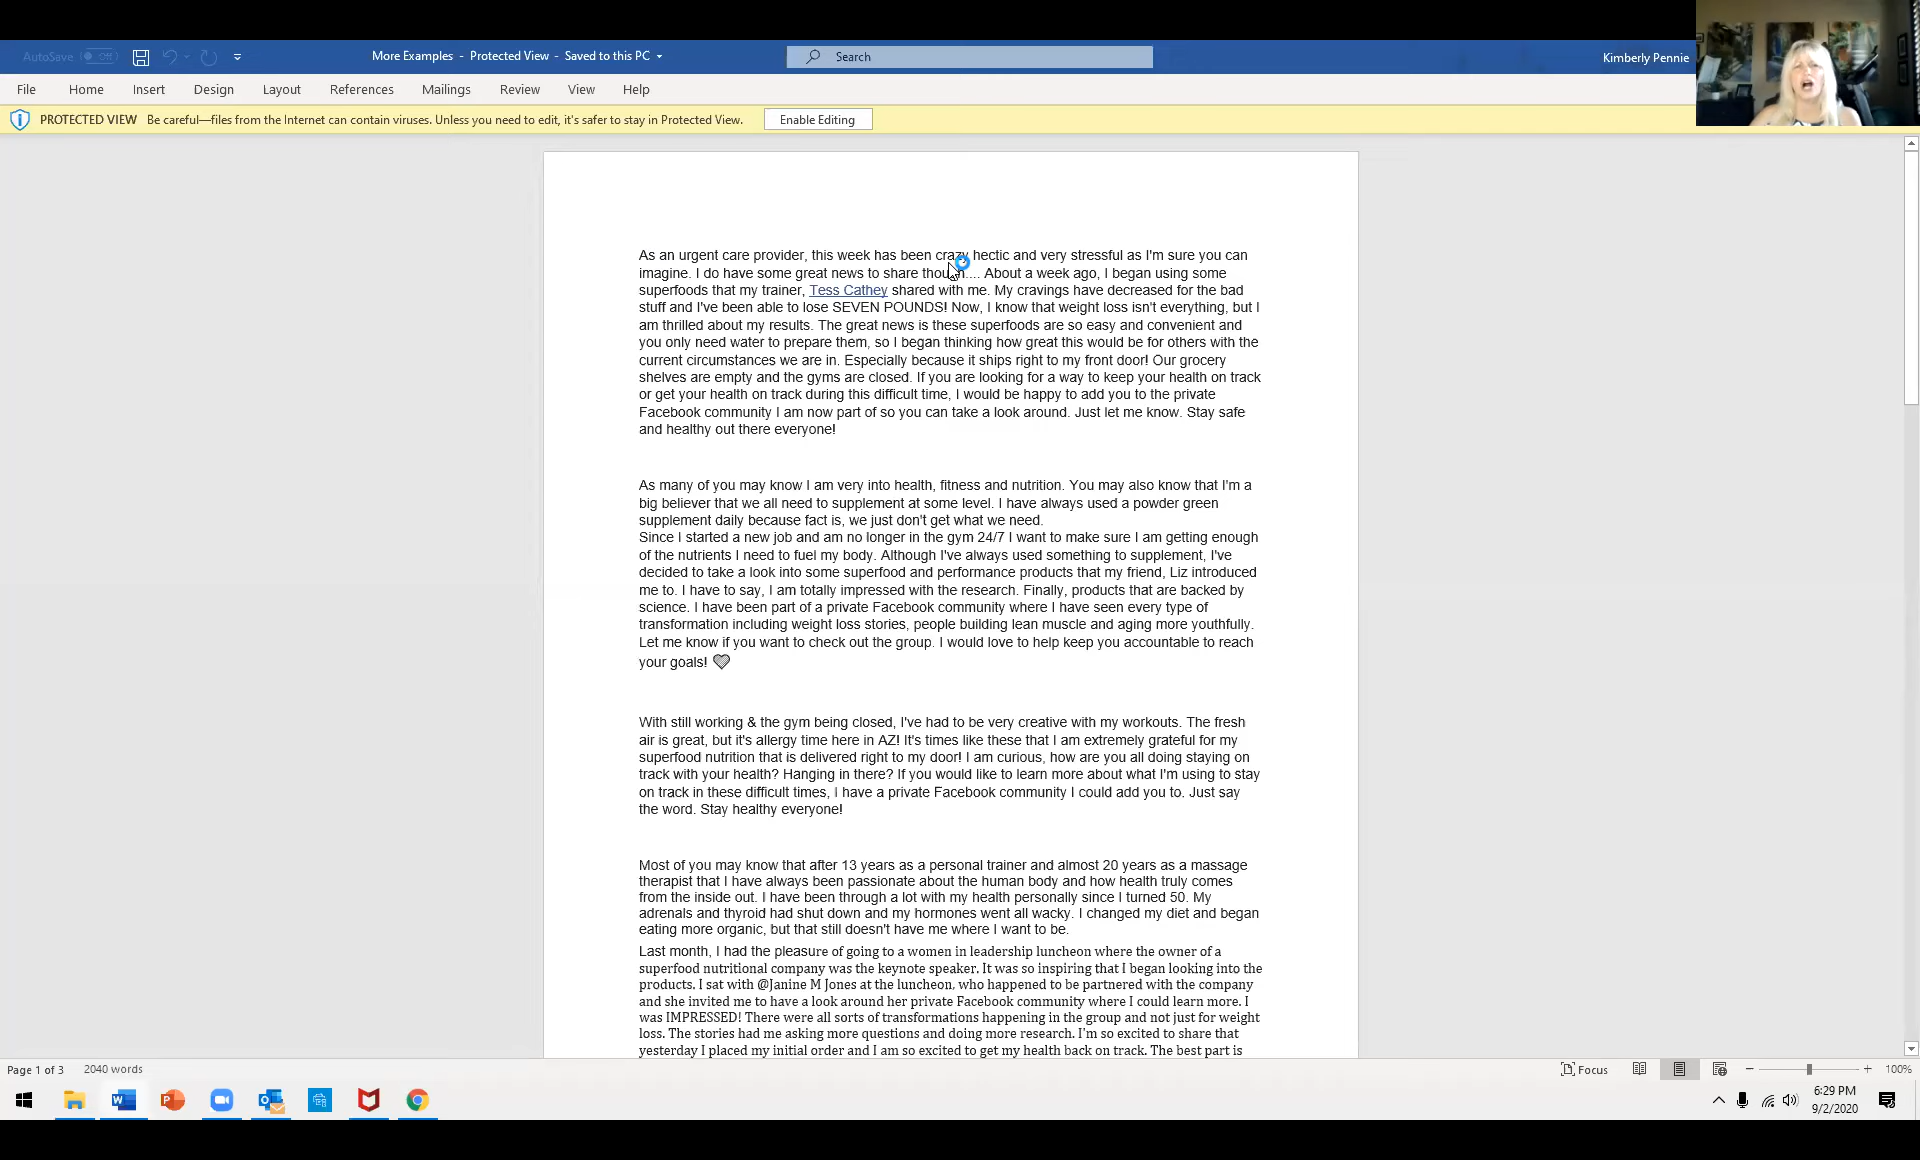 AutoSave Off More Examples - Protected View - Saved to this PC Search Kimberly Pennie
File Home Insert Design Layout References Mailings Review View Help
PROTECTED VIEW Be careful—files from the Internet can contain viruses. Unless you need to edit, it's safer to stay in Protected View. Enable Editing
As an urgent care provider, this week has been crazy hectic and very stressful as I'm sure you can
imagine. I do have some great news to share though.... About a week ago, I began using some
superfoods that my trainer, Tess Cathey shared with me. My cravings have decreased for the bad
stuff and I've been able to lose SEVEN POUNDS! Now, I know that weight loss isn't everything, but I
am thrilled about my results. The great news is these superfoods are so easy and convenient and
you only need water to prepare them, so I began thinking how great this would be for others with the
current circumstances we are in. Especially because it ships right to my front door! Our grocery
shelves are empty and the gyms are closed. If you are looking for a way to keep your health on track
or get your health on track during this difficult time, I would be happy to add you to the private
Facebook community I am now part of so you can take a look around. Just let me know. Stay safe
and healthy out there everyone!
As many of you may know I am very into health, fitness and nutrition. You may also know that I'm a
big believer that we all need to supplement at some level. I have always used a powder green
supplement daily because fact is, we just don't get what we need.
Since I started a new job and am no longer in the gym 24/7 I want to make sure I am getting enough
of the nutrients I need to fuel my body. Although I've always used something to supplement, I've
decided to take a look into some superfood and performance products that my friend, Liz introduced
me to. I have to say, I am totally impressed with the research. Finally, products that are backed by
science. I have been part of a private Facebook community where I have seen every type of
transformation including weight loss stories, people building lean muscle and aging more youthfully.
Let me know if you want to check out the group. I would love to help keep you accountable to reach
your goals!
With still working & the gym being closed, I've had to be very creative with my workouts. The fresh
air is great, but it's allergy time here in AZ! It's times like these that I am extremely grateful for my
superfood nutrition that is delivered right to my door! I am curious, how are you all doing staying on
track with your health? Hanging in there? If you would like to learn more about what I'm using to stay
on track in these difficult times, I have a private Facebook community I could add you to. Just say
the word. Stay healthy everyone!
Most of you may know that after 13 years as a personal trainer and almost 20 years as a massage
therapist that I have always been passionate about the human body and how health truly comes
from the inside out. I have been through a lot with my health personally since I turned 50. My
adrenals and thyroid had shut down and my hormones went all wacky. I changed my diet and began
eating more organic, but that still doesn't have me where I want to be.
Last month, I had the pleasure of going to a women in leadership luncheon where the owner of a
superfood nutritional company was the keynote speaker. It was so inspiring that I began looking into the
products. I sat with @Janine M Jones at the luncheon, who happened to be partnered with the company
and she invited me to have a look around her private Facebook community where I could learn more. I
was IMPRESSED! There were all sorts of transformations happening in the group and not just for weight
loss. The stories had me asking more questions and doing more research. I'm so excited to share that
yesterday I placed my initial order and I am so excited to get my health back on track. The best part is
Page 1 of 3 2040 words Focus 100%
6:29 PM
9/2/2020